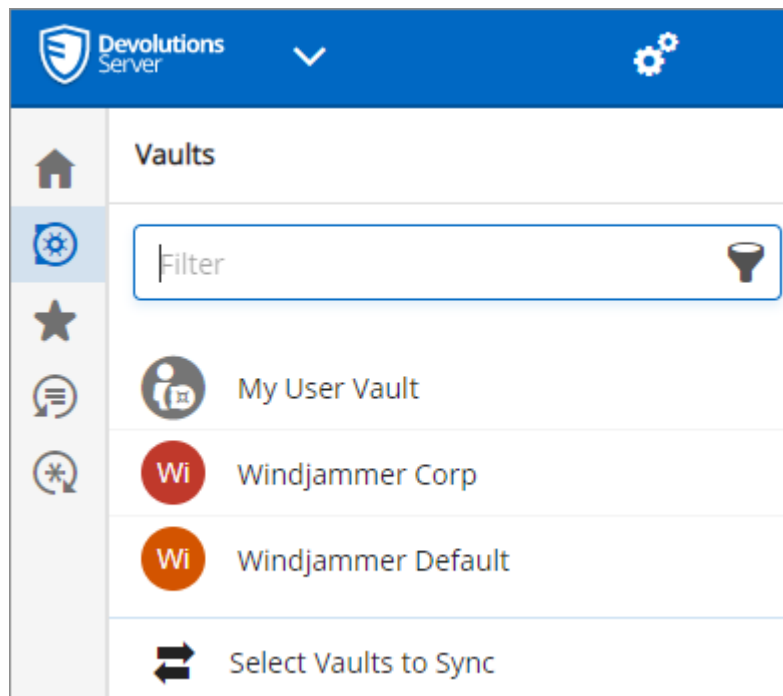 Devolutions
Server
Vaults
Filter
My User Vault
Wi
Windjammer Corp
Wi
Windjammer Default
Select Vaults to Sync